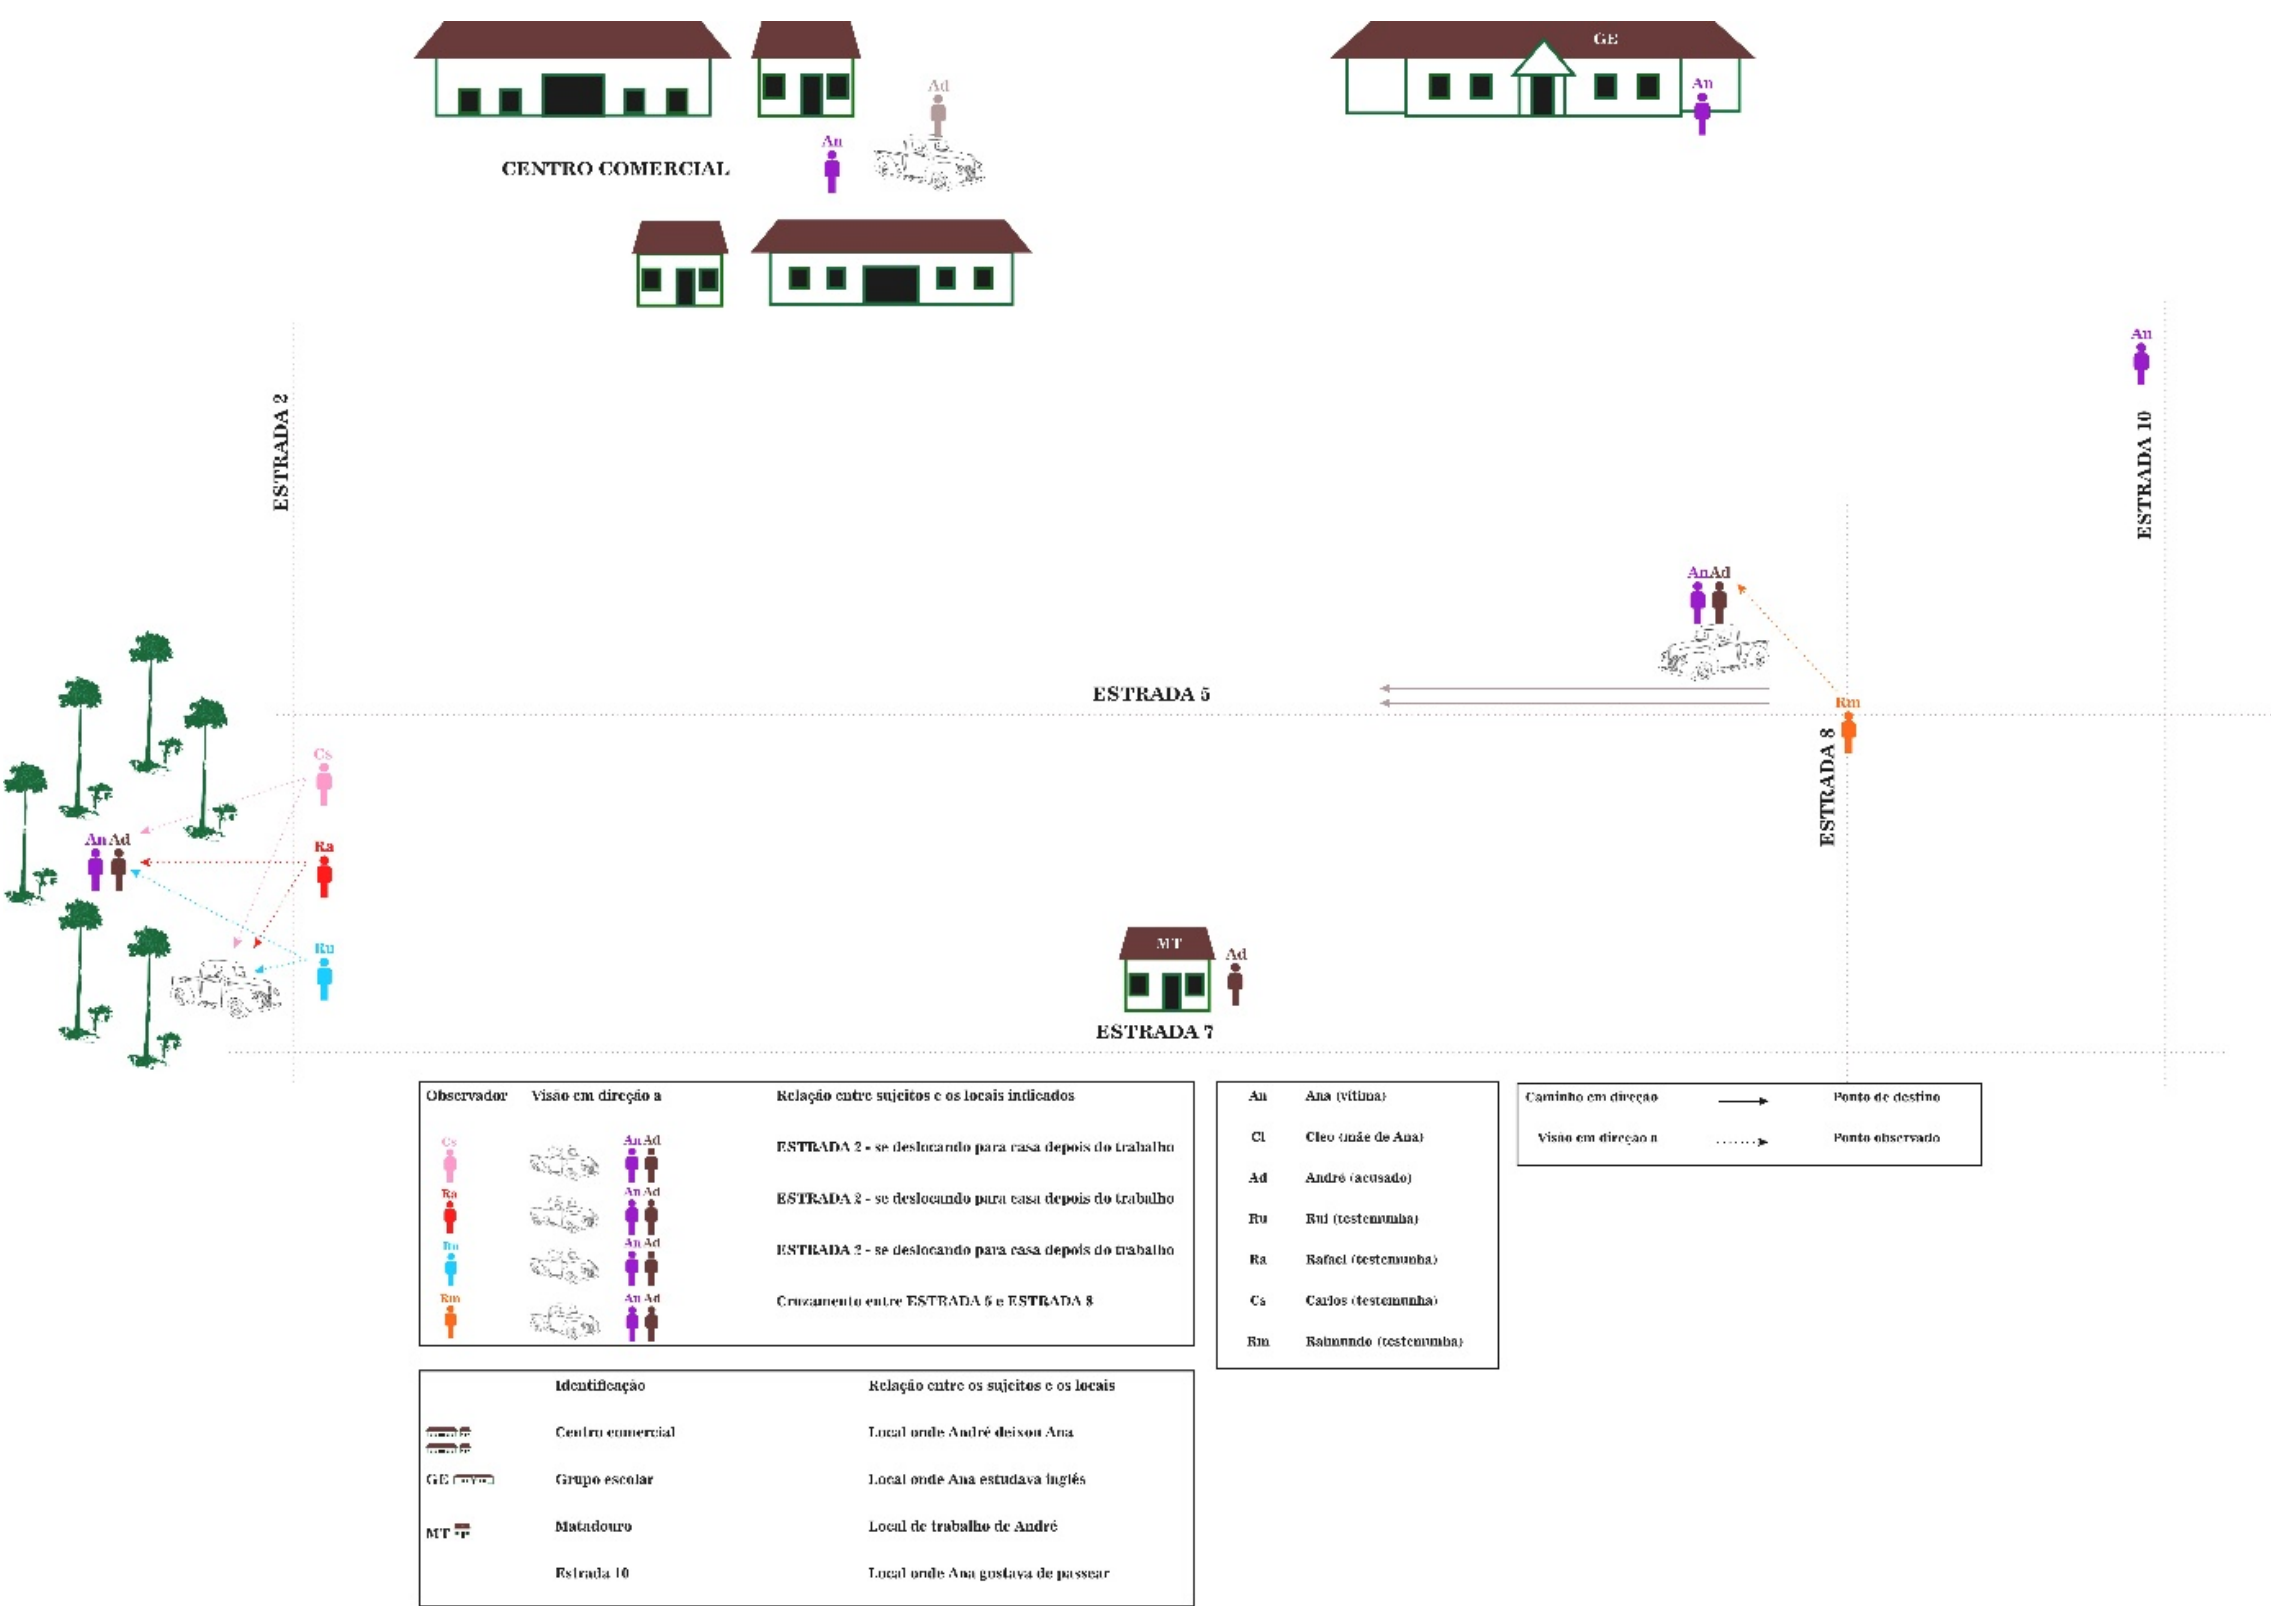 GE
Ad
An
An
CENTRO COMERCIAL
An
ESTRADA 2
ESTRADA 10
An Ad
ESTRADA 5
Rm
ESTRADA 8
Cs
An Ad
Ra
Ru
MT
Ad
ESTRADA 7
Observador Visão em direção a Relação entre sujeitos e os locais indicados
Cs An Ad ESTRADA 2 - se deslocando para casa depois do trabalho
Ra An Ad ESTRADA 2 - se deslocando para casa depois do trabalho
Ru An Ad ESTRADA 2 - se deslocando para casa depois do trabalho
Rm An Ad Cruzamento entre ESTRADA 5 e ESTRADA 8
An Ana (vítima)
Cl Cleo (mãe de Ana)
Ad André (acusado)
Ru Rui (testemunha)
Ra Rafael (testemunha)
Cs Carlos (testemunha)
Rm Raimundo (testemunha)
Caminho em direção Ponto de destino
Visão em direção a Ponto observado
Identificação Relação entre os sujeitos e os locais
Centro comercial Local onde André deixou Ana
GE Grupo escolar Local onde Ana estudava inglês
MT Matadouro Local de trabalho de André
Estrada 10 Local onde Ana gostava de passear